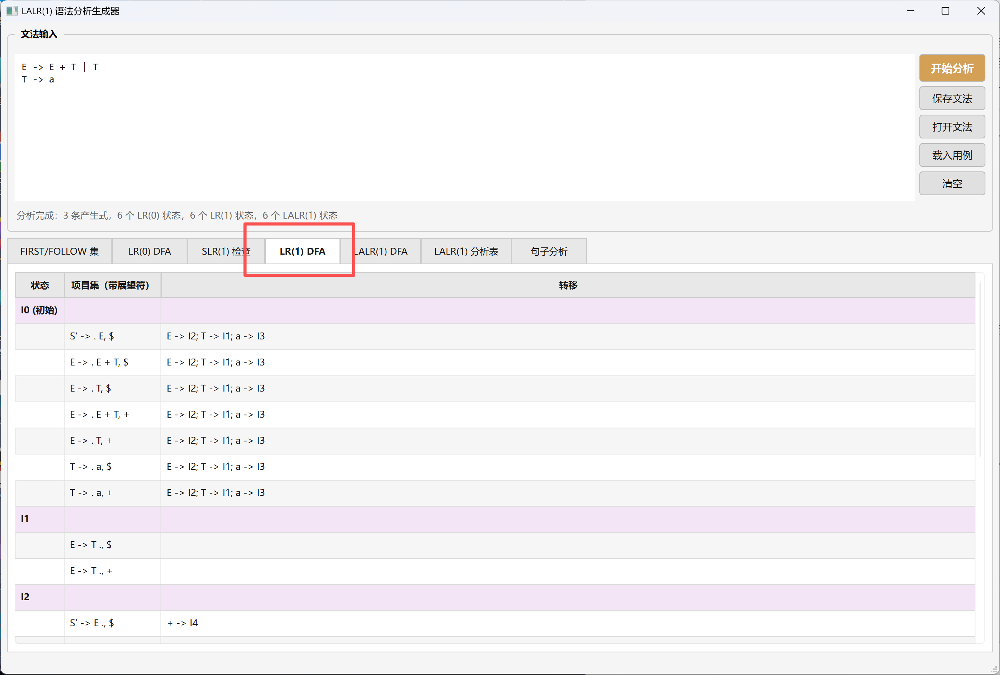 LALR(1) 语法分析生成器
文法输入
E -> E + T | T
T -> a
开始分析
保存文法
打开文法
载入用例
清空
分析完成：3 条产生式，6 个 LR(0) 状态，6 个 LR(1) 状态，6 个 LALR(1) 状态
FIRST/FOLLOW 集 LR(0) DFA SLR(1) 检查 LR(1) DFA LALR(1) DFA LALR(1) 分析表 句子分析
状态 项目集（带展望符） 转移
I0 (初始)
S' -> . E, $ E -> I2; T -> I1; a -> I3
E -> . E + T, $ E -> I2; T -> I1; a -> I3
E -> . T, $ E -> I2; T -> I1; a -> I3
E -> . E + T, + E -> I2; T -> I1; a -> I3
E -> . T, + E -> I2; T -> I1; a -> I3
T -> . a, $ E -> I2; T -> I1; a -> I3
T -> . a, + E -> I2; T -> I1; a -> I3
I1
E -> T ., $
E -> T ., +
I2
S' -> E ., $ + -> I4